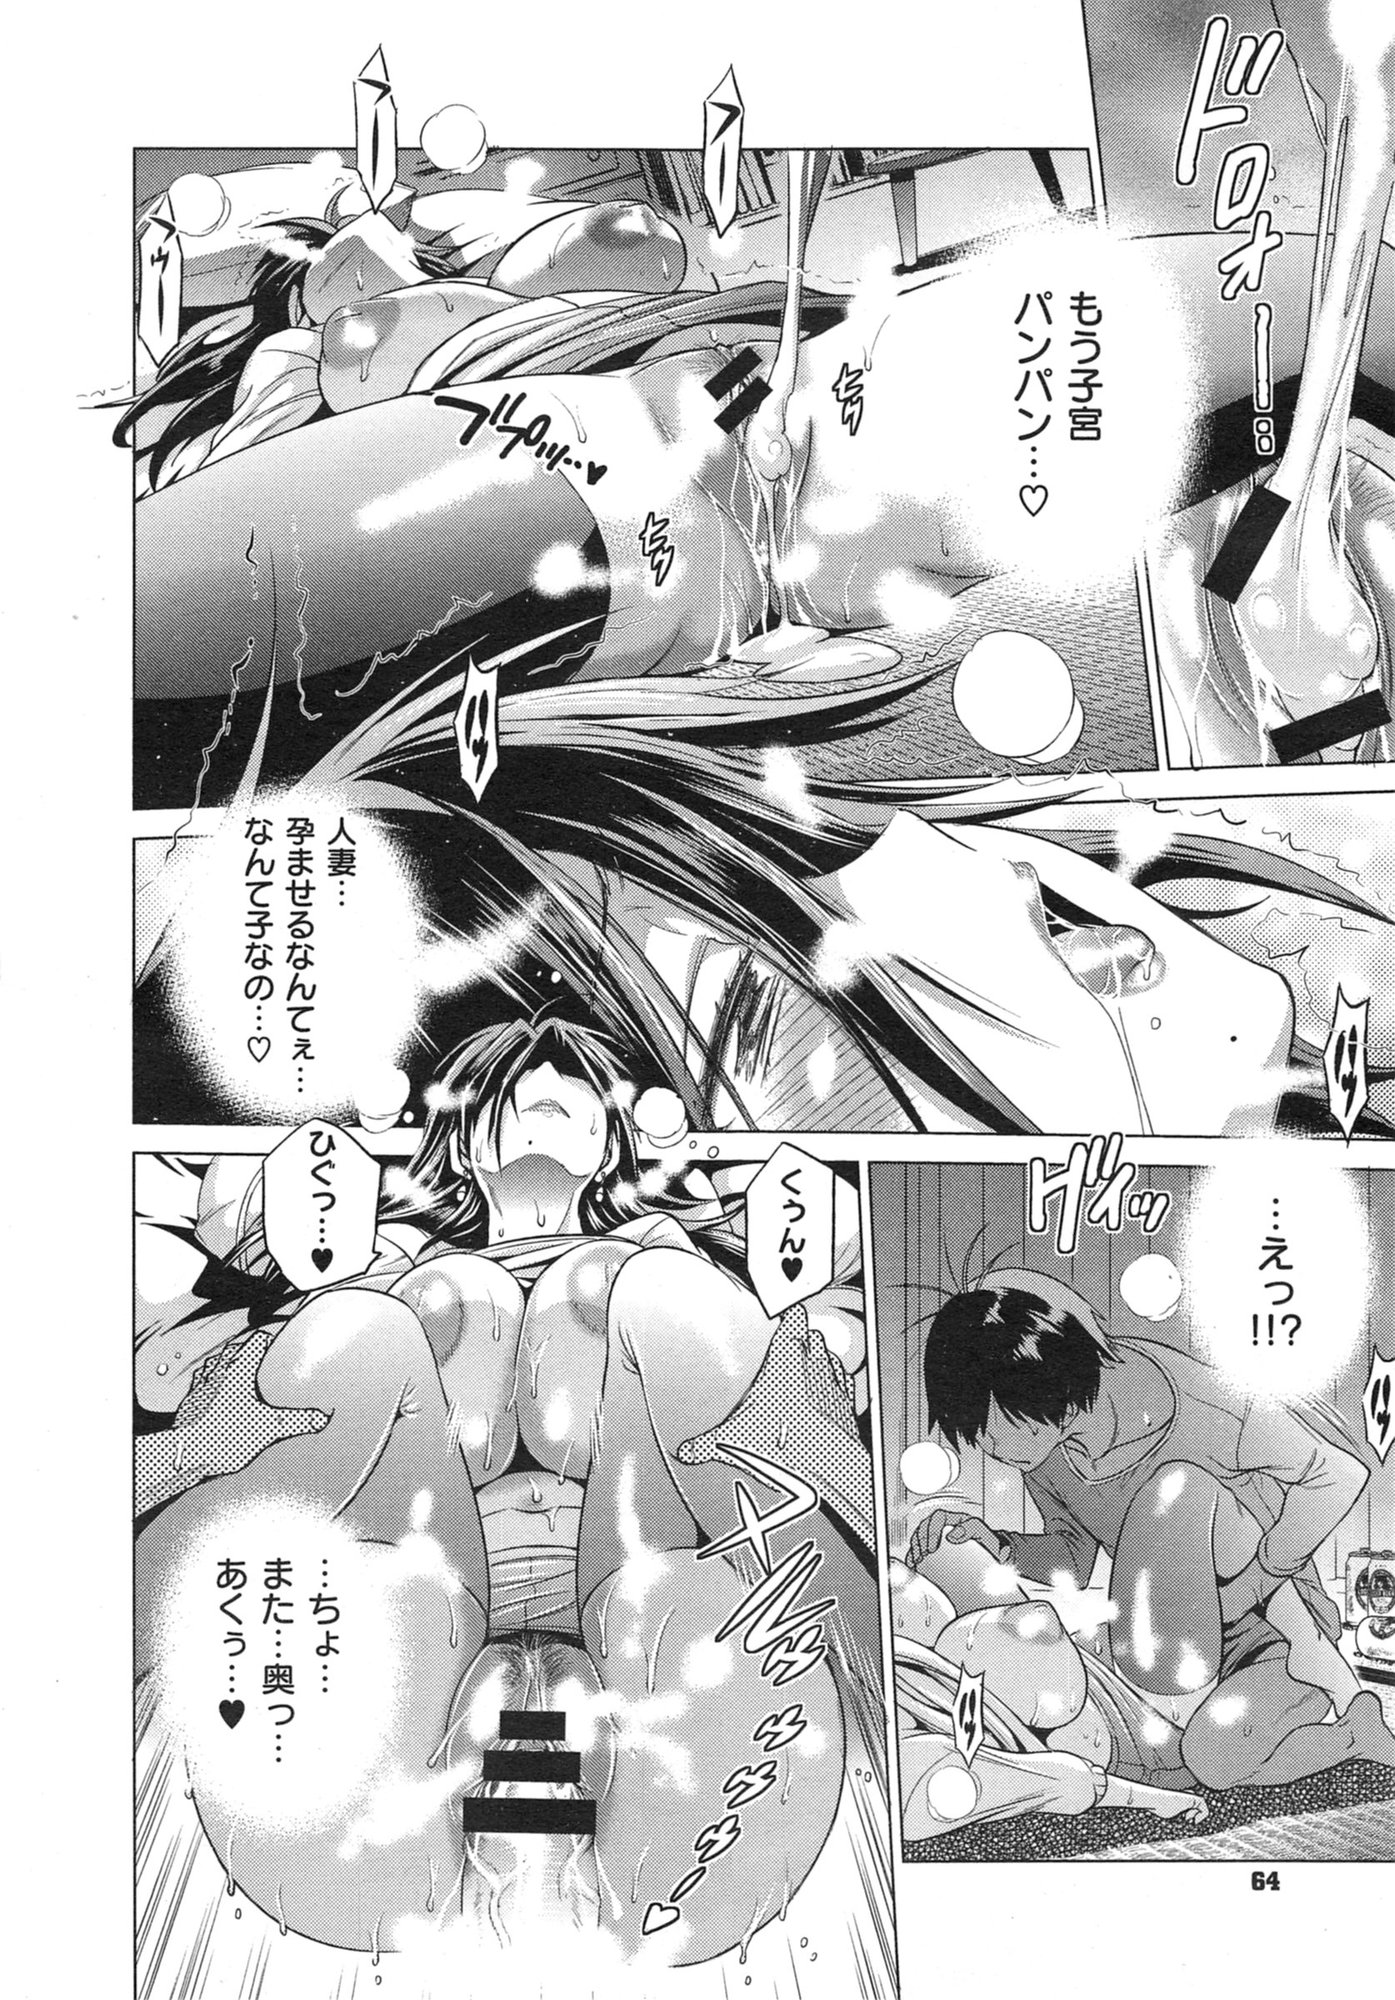 ドロォー…
もう子宮
パンパン…♡
ブプッ…♥
人妻…
孕ませるなんてぇ…
なんて子なの…♡
…えっ!!?
くぅん♥
ひぐっ…♥
…ちょ…
また…奥っ…
あくぅ…♥
64